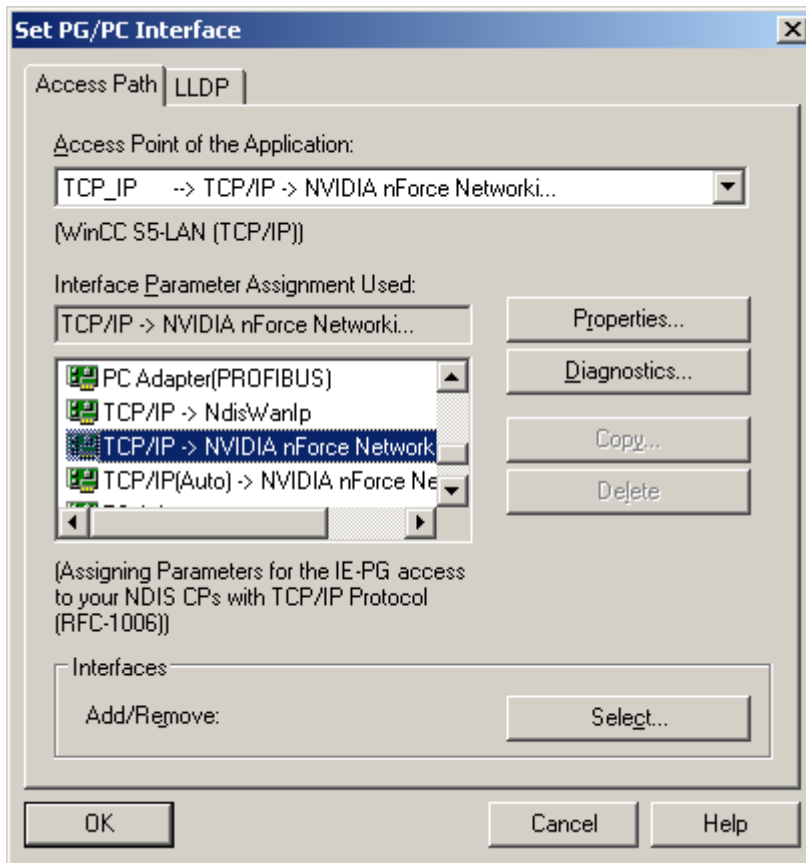 Set PG/PC Interface
Access Path
LLDP
Access Point of the Application:
TCP_IP --> TCP/IP -> NVIDIA nForce Networki...
(WinCC S5-LAN (TCP/IP))
Interface Parameter Assignment Used:
TCP/IP -> NVIDIA nForce Networki...
Properties...
PC Adapter(PROFIBUS)
Diagnostics...
TCP/IP -> NdisWanIp
TCP/IP -> NVIDIA nForce Network
Copy...
TCP/IP(Auto) -> NVIDIA nForce Ne
Delete
(Assigning Parameters for the IE-PG access
to your NDIS CPs with TCP/IP Protocol
(RFC-1006))
Interfaces
Add/Remove:
Select...
OK
Cancel
Help